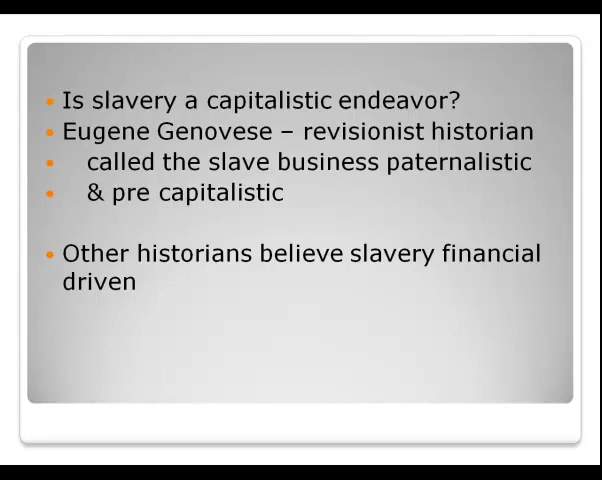 Is slavery a capitalistic endeavor?
Eugene Genovese – revisionist historian
called the slave business paternalistic
& pre capitalistic
Other historians believe slavery financial
driven